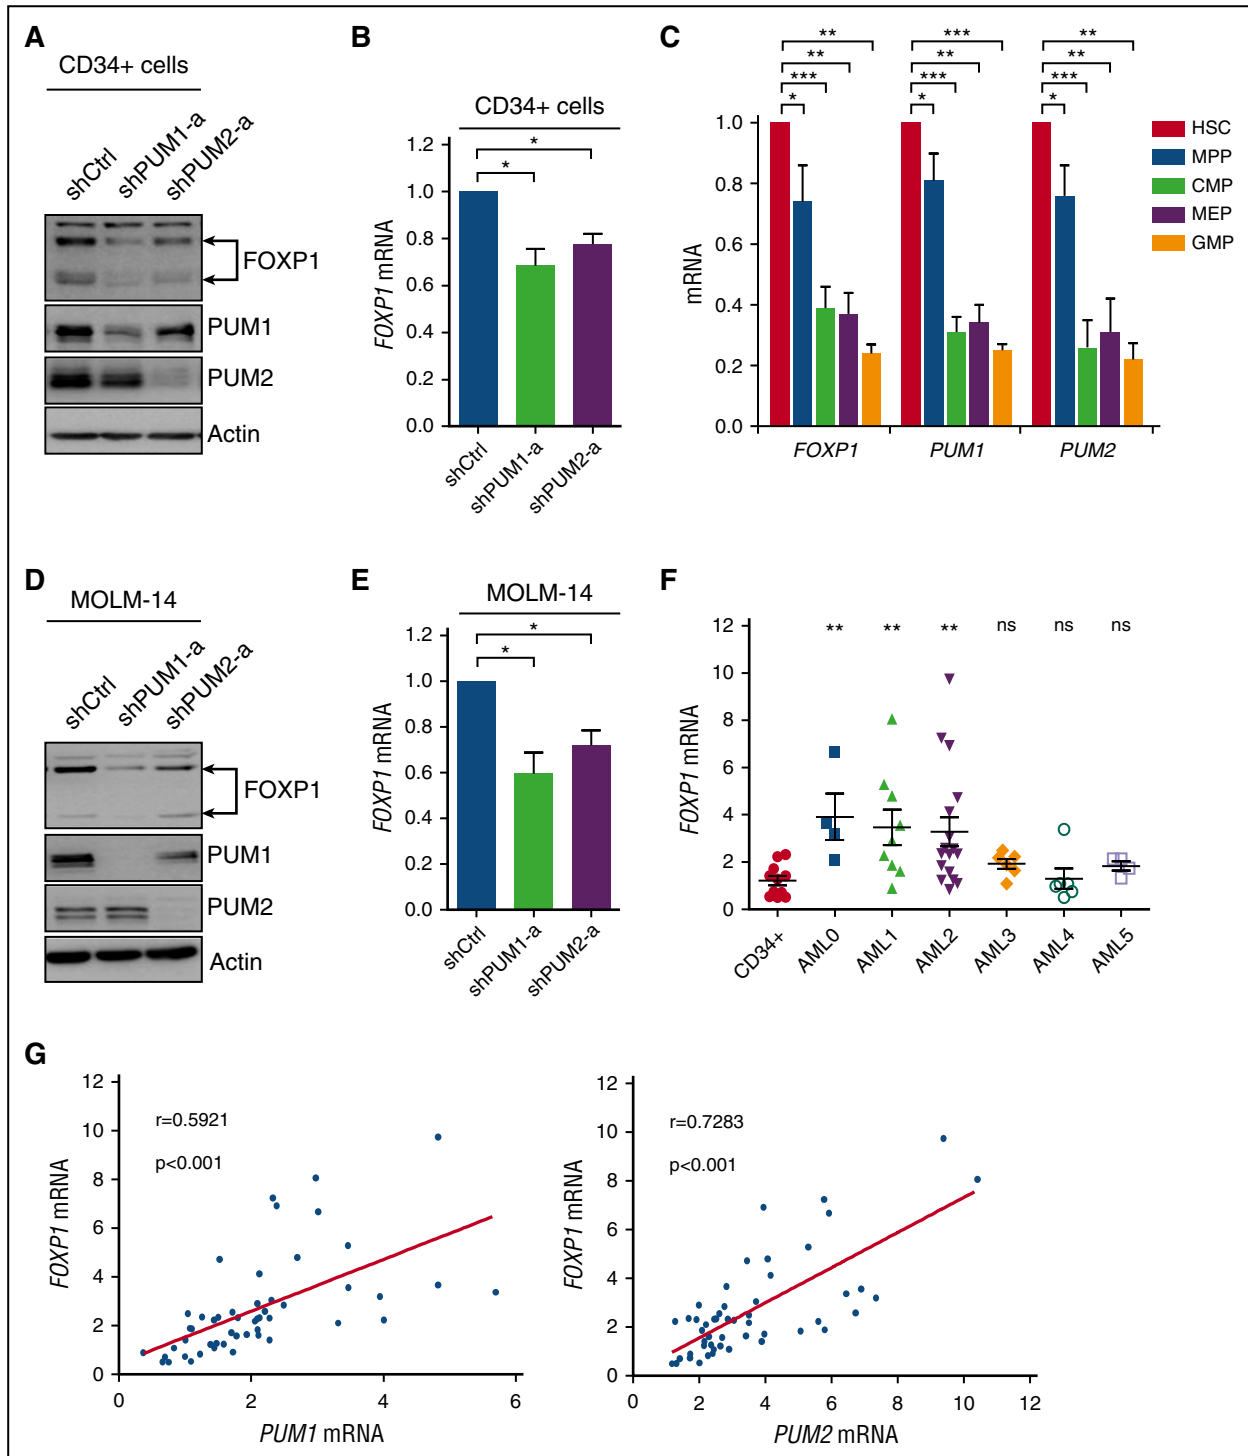 A
CD34+ cells
shCtrl
shPUM1-a
shPUM2-a
FOXP1
PUM1
PUM2
Actin
B
CD34+ cells
*
*
FOXP1 mRNA
1.2
1.0
0.8
0.6
0.4
0.2
0.0
shCtrl
shPUM1-a
shPUM2-a
C
**
**
***
*
***
**
***
*
**
**
***
*
mRNA
1.0
0.8
0.6
0.4
0.2
0.0
FOXP1
PUM1
PUM2
HSC
MPP
CMP
MEP
GMP
D
MOLM-14
shCtrl
shPUM1-a
shPUM2-a
FOXP1
PUM1
PUM2
Actin
E
MOLM-14
*
*
FOXP1 mRNA
1.2
1.0
0.8
0.6
0.4
0.2
0.0
shCtrl
shPUM1-a
shPUM2-a
F
** ** ** ns ns ns
FOXP1 mRNA
12
10
8
6
4
2
0
CD34+
AML0
AML1
AML2
AML3
AML4
AML5
G
r=0.5921
p<0.001
FOXP1 mRNA
12
10
8
6
4
2
0
0 2 4 6
PUM1 mRNA
r=0.7283
p<0.001
FOXP1 mRNA
12
10
8
6
4
2
0
0 2 4 6 8 10 12
PUM2 mRNA